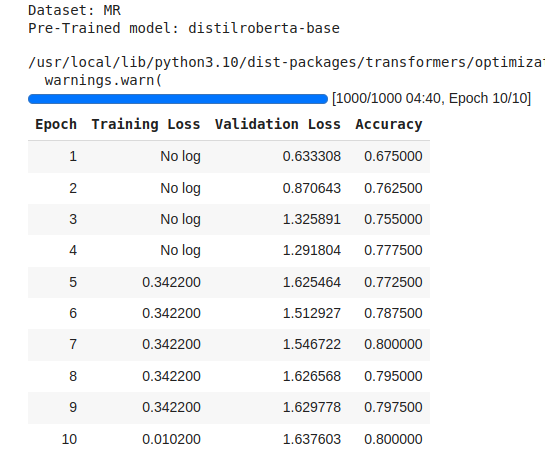 Dataset: MR
Pre-Trained model: distilroberta-base
/usr/local/lib/python3.10/dist-packages/transformers/optimizat
warnings.warn(
[1000/1000 04:40, Epoch 10/10]
Epoch Training Loss Validation Loss Accuracy
1 No log 0.633308 0.675000
2 No log 0.870643 0.762500
3 No log 1.325891 0.755000
4 No log 1.291804 0.777500
5 0.342200 1.625464 0.772500
6 0.342200 1.512927 0.787500
7 0.342200 1.546722 0.800000
8 0.342200 1.626568 0.795000
9 0.342200 1.629778 0.797500
10 0.010200 1.637603 0.800000